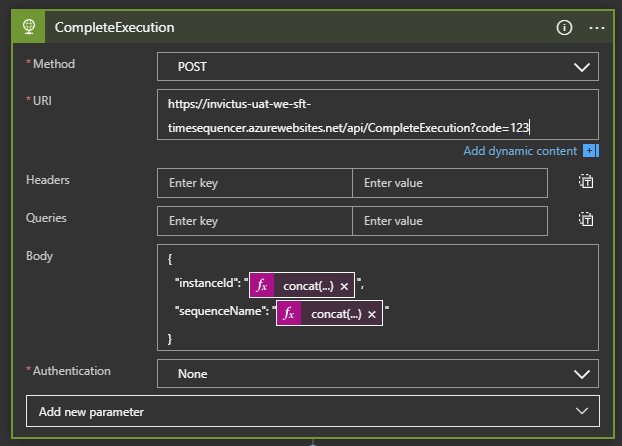 CompleteExecution
*Method
POST
*URI
https://invictus-uat-we-sft-
timesequencer.azurewebsites.net/api/CompleteExecution?code=123
Add dynamic content
Headers
Enter key
Enter value
Queries
Enter key
Enter value
Body
{
"instanceId": "fx concat(...) ×",
"sequenceName": "fx concat(...) ×"
}
*Authentication
None
Add new parameter